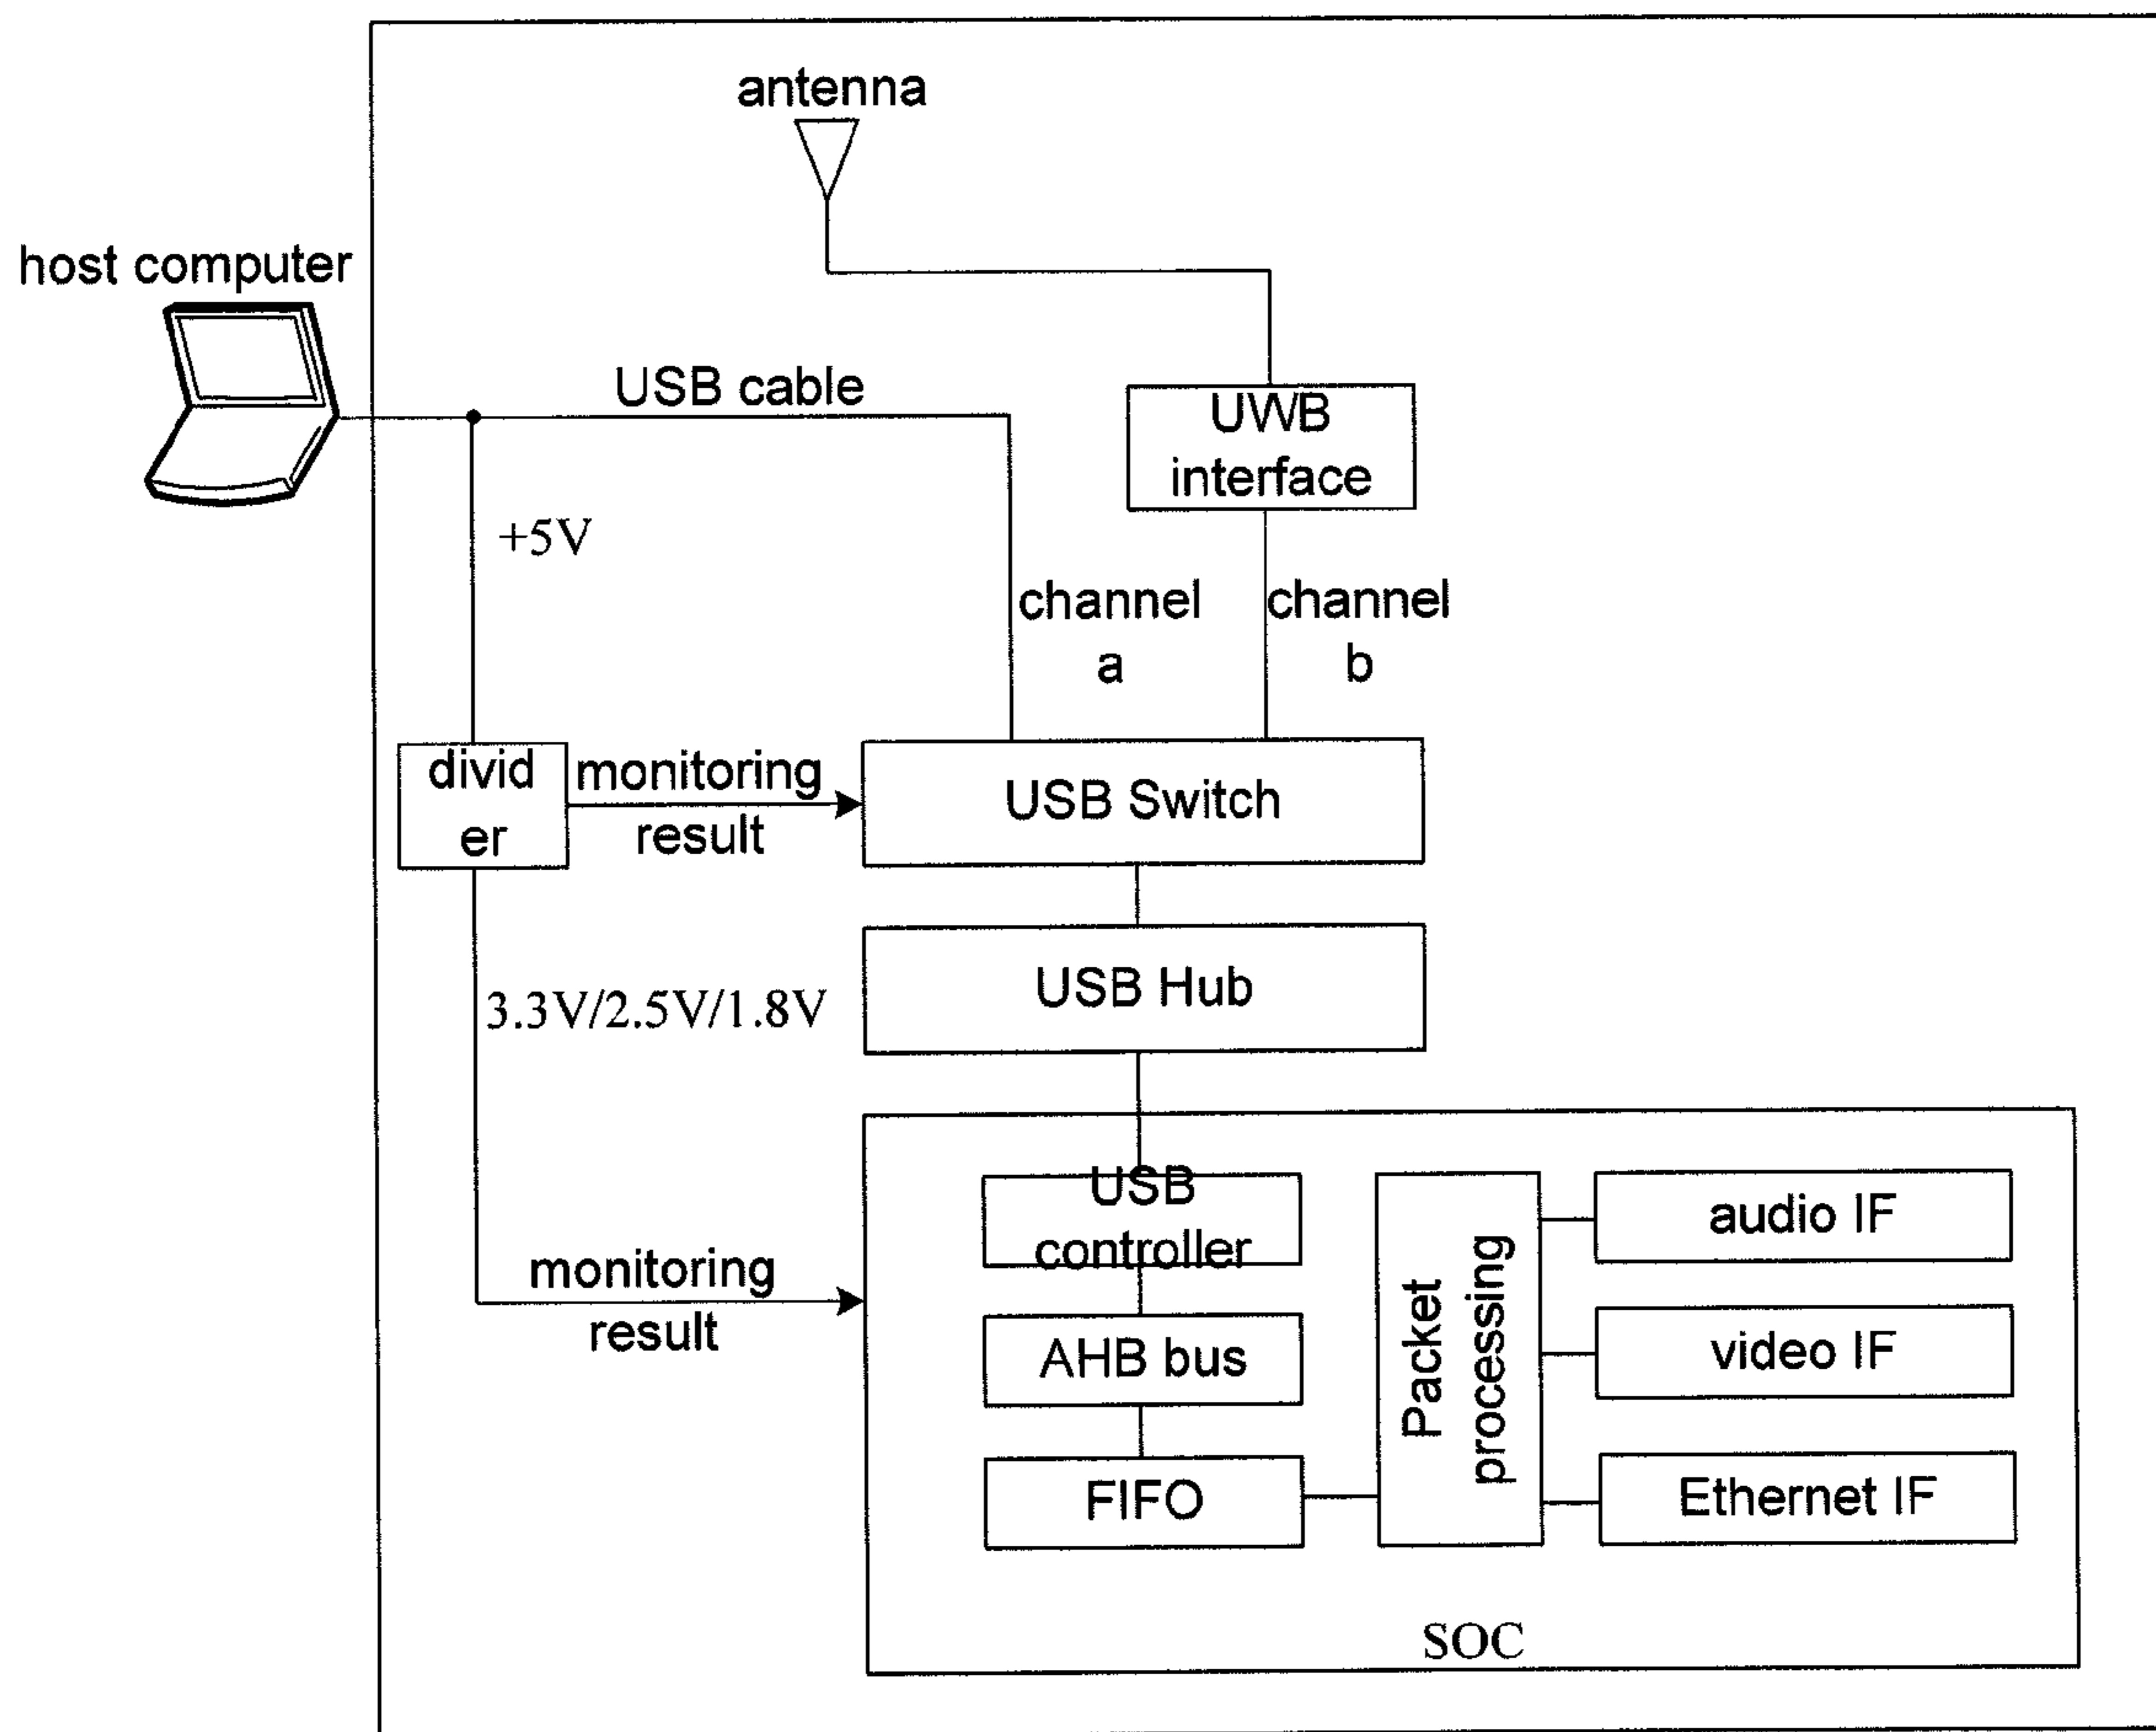 antenna
host computer
USB cable
UWB
interface
+5V
channel
a
channel
b
divid
er
monitoring
result
USB Switch
USB Hub
3.3V/2.5V/1.8V
monitoring
result
USB
controller
AHB bus
FIFO
Packet
processing
audio IF
video IF
Ethernet IF
SOC